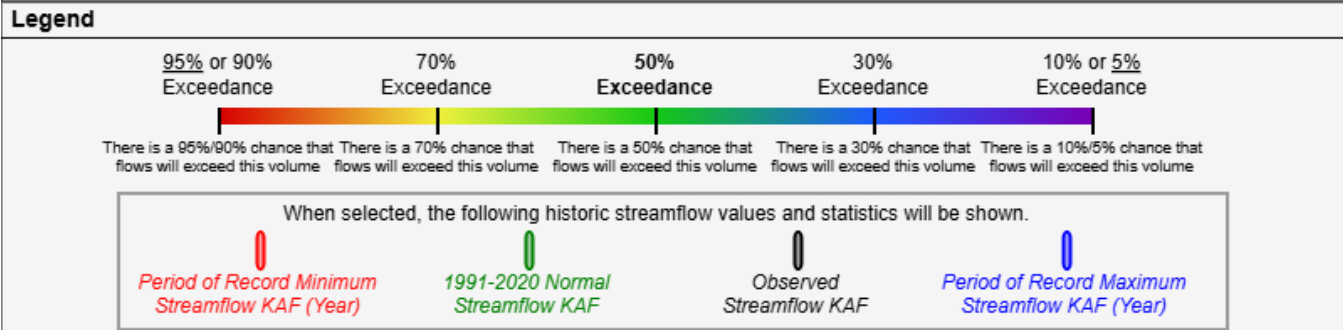 Legend
95% or 90% Exceedance
70% Exceedance
50% Exceedance
30% Exceedance
10% or 5% Exceedance
There is a 95%/90% chance that flows will exceed this volume
There is a 70% chance that flows will exceed this volume
There is a 50% chance that flows will exceed this volume
There is a 30% chance that flows will exceed this volume
There is a 10%/5% chance that flows will exceed this volume
When selected, the following historic streamflow values and statistics will be shown.
Period of Record Minimum Streamflow KAF (Year)
1991-2020 Normal Streamflow KAF
Observed Streamflow KAF
Period of Record Maximum Streamflow KAF (Year)